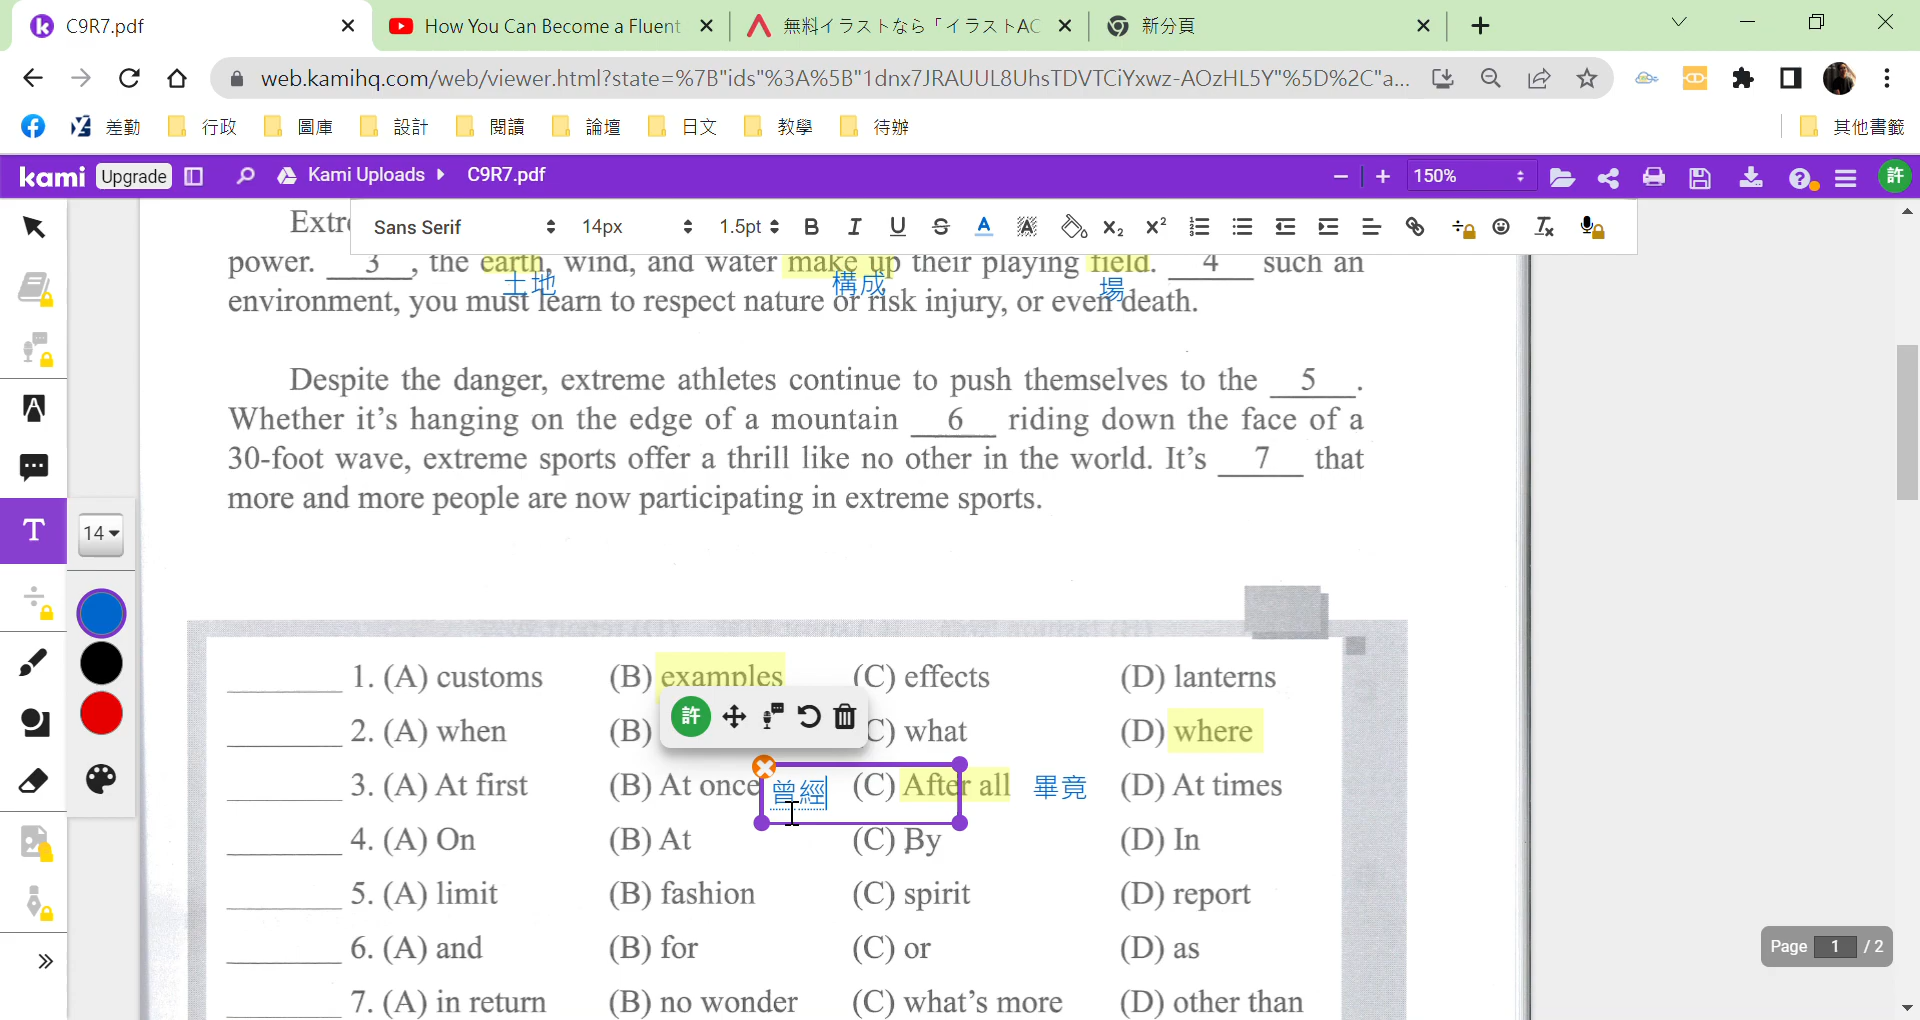 C9R7.pdf
How You Can Become a Fluent
無料イラストなら「イラストAC
新分頁
web.kamihq.com/web/viewer.html?state=%7B"ids"%3A%5B"1dnx7JRAUUL8UhsTDVTCiYxwz-AOzHL5Y"%5D%2C"a...
差勤
行政
圖庫
設計
閱讀
論壇
日文
教學
待辦
其他書籤
kami
Upgrade
Kami Uploads
C9R7.pdf
150%
許
Sans Serif
14px
1.5pt
Extre
power. 3, the earth, wind, and water make up their playing field. 4 such an
土地 構成 場
environment, you must learn to respect nature or risk injury, or even death.
Despite the danger, extreme athletes continue to push themselves to the 5.
Whether it's hanging on the edge of a mountain 6 riding down the face of a
30-foot wave, extreme sports offer a thrill like no other in the world. It's 7 that
more and more people are now participating in extreme sports.
14
1. (A) customs (B) examples (C) effects (D) lanterns
許
2. (A) when (B) C) what (D) where
3. (A) At first (B) At once 曾經 (C) After all 畢竟 (D) At times
4. (A) On (B) At (C) By (D) In
5. (A) limit (B) fashion (C) spirit (D) report
6. (A) and (B) for (C) or (D) as
7. (A) in return (B) no wonder (C) what's more (D) other than
Page 1 / 2